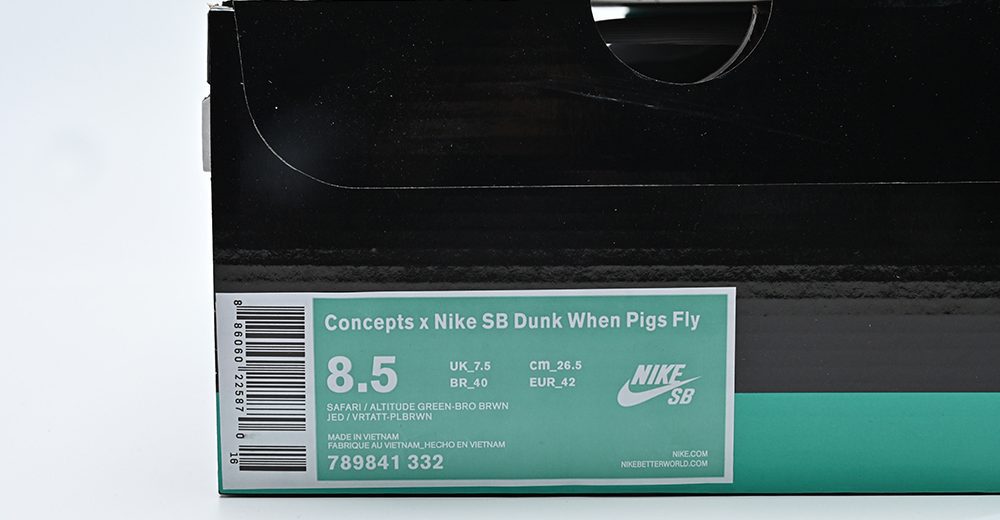 8 86060 22587 0 16
Concepts x Nike SB Dunk When Pigs Fly
8.5
UK_7.5 cm_26.5
BR_40 EUR_42
NIKE
SB
SAFARI / ALTITUDE GREEN-BRO BRWN
JED / VRTATT-PLBRWN
MADE IN VIETNAM
FABRIQUE AU VIETNAM_HECHO EN VIETNAM
789841 332
NIKE.COM
NIKEBETTERWORLD.COM